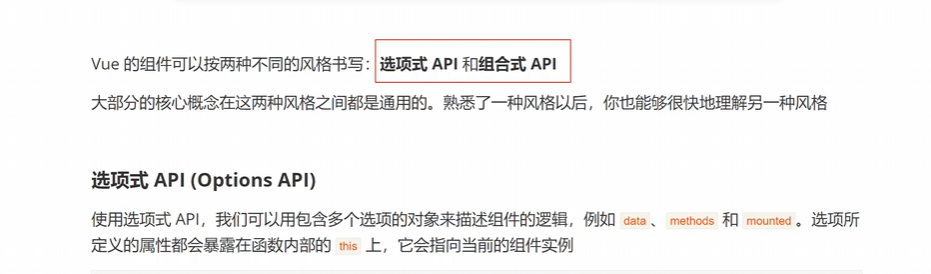 Vue 的组件可以按两种不同的风格书写：选项式 API 和组合式 API
大部分的核心概念在这两种风格之间都是通用的。熟悉了一种风格以后，你也能够很快地理解另一种风格
选项式 API (Options API)
使用选项式 API，我们可以用包含多个选项的对象来描述组件的逻辑，例如 data 、 methods 和 mounted 。选项所
定义的属性都会暴露在函数内部的 this 上，它会指向当前的组件实例